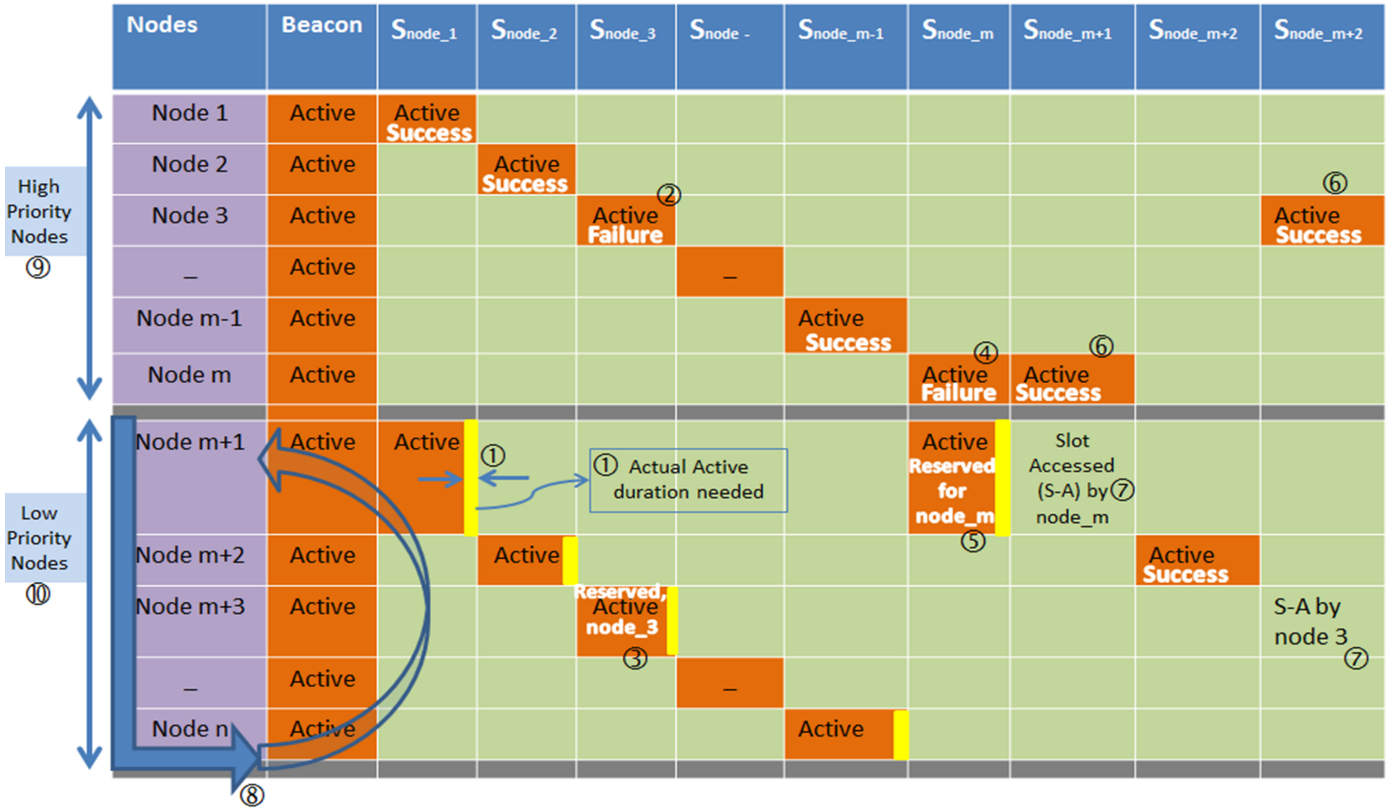 Nodes Beacon Snode_1 Snode_2 Snode_3 Snode - Snode_m-1 Snode_m Snode_m+1 Snode_m+2 Snode_m+2
Node 1 Active Active
Success
Node 2 Active Active
Success
② ⑥
Node 3 Active Active Active
Failure Success
High
Priority
Nodes
⑨
_ Active _
Node m-1 Active Active
Success
④ ⑥
Node m Active Active Active
Failure Success
Node m+1 Active Active Active Slot
① ① Actual Active Reserved Accessed
duration needed for (S-A) by ⑦
node_m node_m
⑤
Low
Priority
Nodes
⑩
Node m+2 Active Active Active
Success
Reserved,
Node m+3 Active Active S-A by
node_3 node 3
③ ⑦
_ Active _
Node n Active Active
⑧